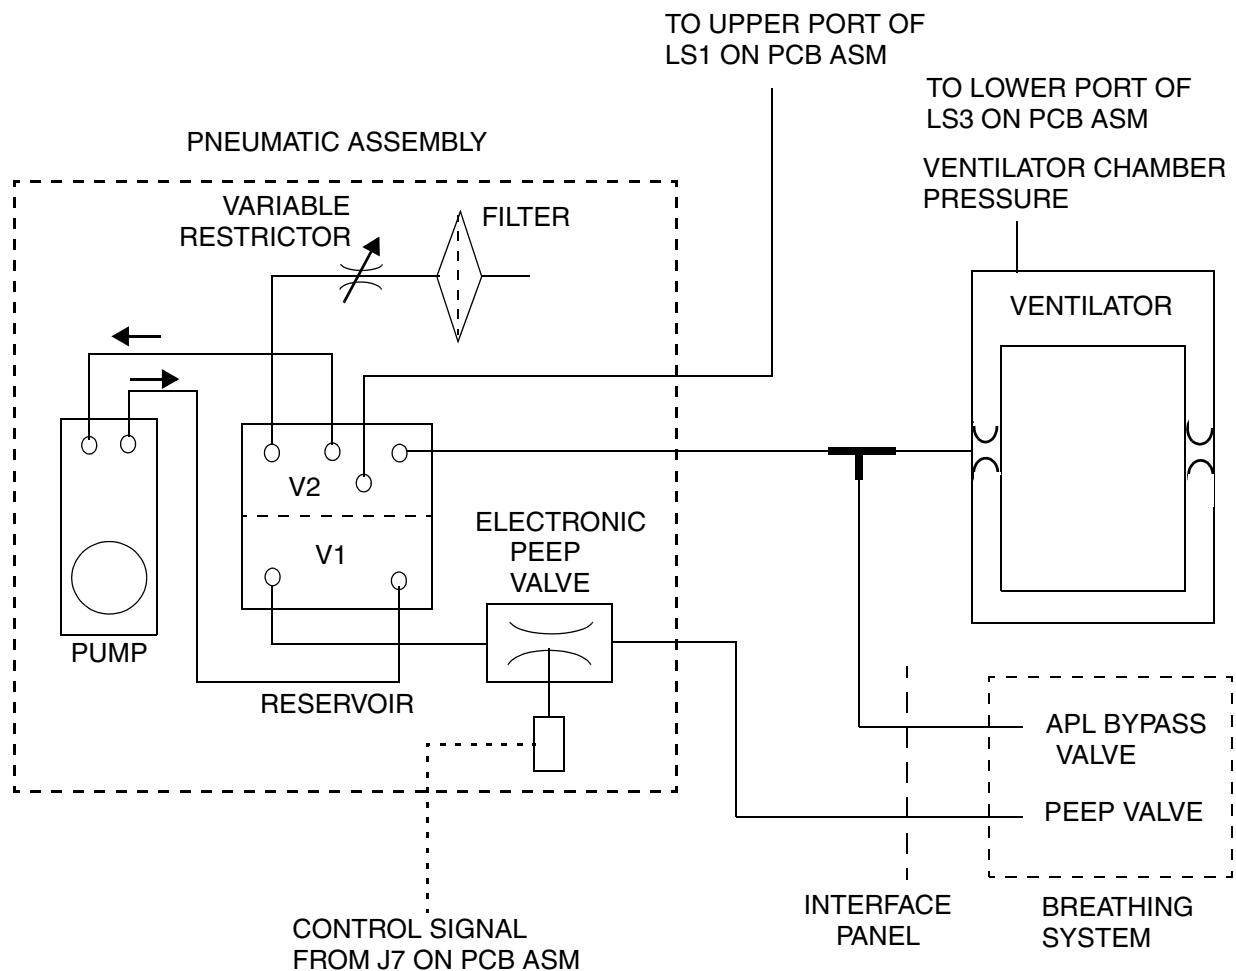 TO UPPER PORT OF
LS1 ON PCB ASM
TO LOWER PORT OF
LS3 ON PCB ASM
PNEUMATIC ASSEMBLY
VENTILATOR CHAMBER
PRESSURE
VARIABLE
RESTRICTOR
FILTER
VENTILATOR
V2
V1
ELECTRONIC
PEEP
VALVE
PUMP
RESERVOIR
APL BYPASS
VALVE
PEEP VALVE
INTERFACE
PANEL
BREATHING
SYSTEM
CONTROL SIGNAL
FROM J7 ON PCB ASM